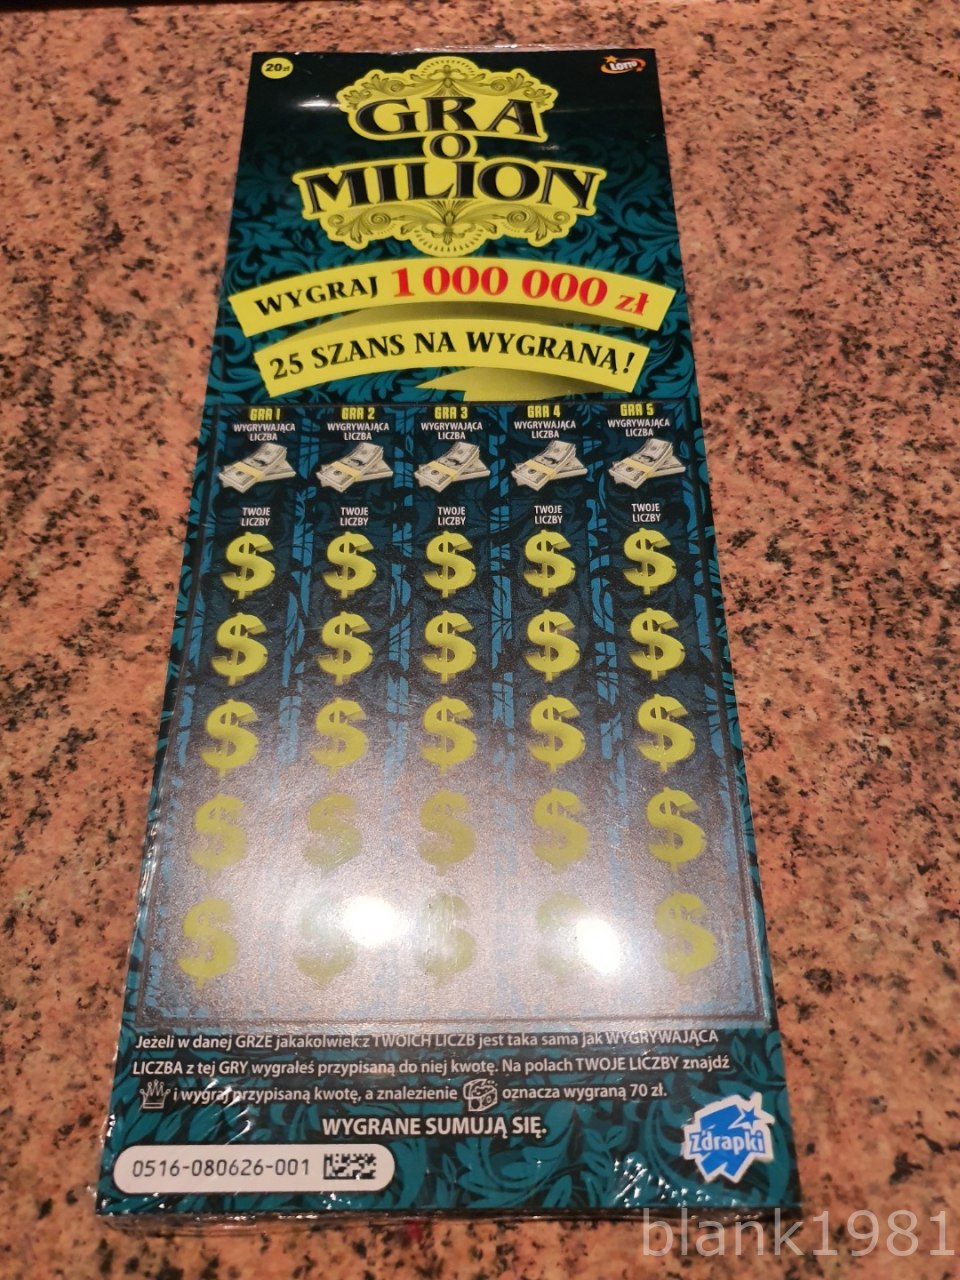 20zł
LOTTO
GRA
O
MILION
WYGRAJ 1 000 000 zł
25 SZANS NA WYGRANĄ!
GRA 1 GRA 2 GRA 3 GRA 4 GRA 5
WYGRYWAJĄCA WYGRYWAJĄCA WYGRYWAJĄCA WYGRYWAJĄCA WYGRYWAJĄCA
LICZBA LICZBA LICZBA LICZBA LICZBA
TWOJE TWOJE TWOJE TWOJE TWOJE
LICZBY LICZBY LICZBY LICZBY LICZBY
$ $ $ $ $
$ $ $ $ $
$ $ $ $ $
$ $ $ $ $
$ $ $ $ $
Jeżeli w danej GRZE jakakolwiek z TWOICH LICZB jest taka sama jak WYGRYWAJĄCA
LICZBA z tej GRY wygrałeś przypisaną do niej kwotę. Na polach TWOJE LICZBY znajdź
i wygraj przypisaną kwotę, a znalezienie oznacza wygraną 70 zł.
WYGRANE SUMUJĄ SIĘ.
Zdrapki
0516-080626-001
blank1981